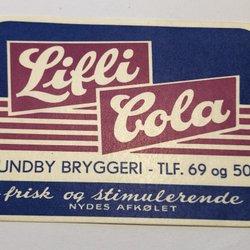 Lifli
Cola
UNDBY BRYGGERI - TLF. 69 og 50
frisk og stimulerende
NYDES AFKØLET